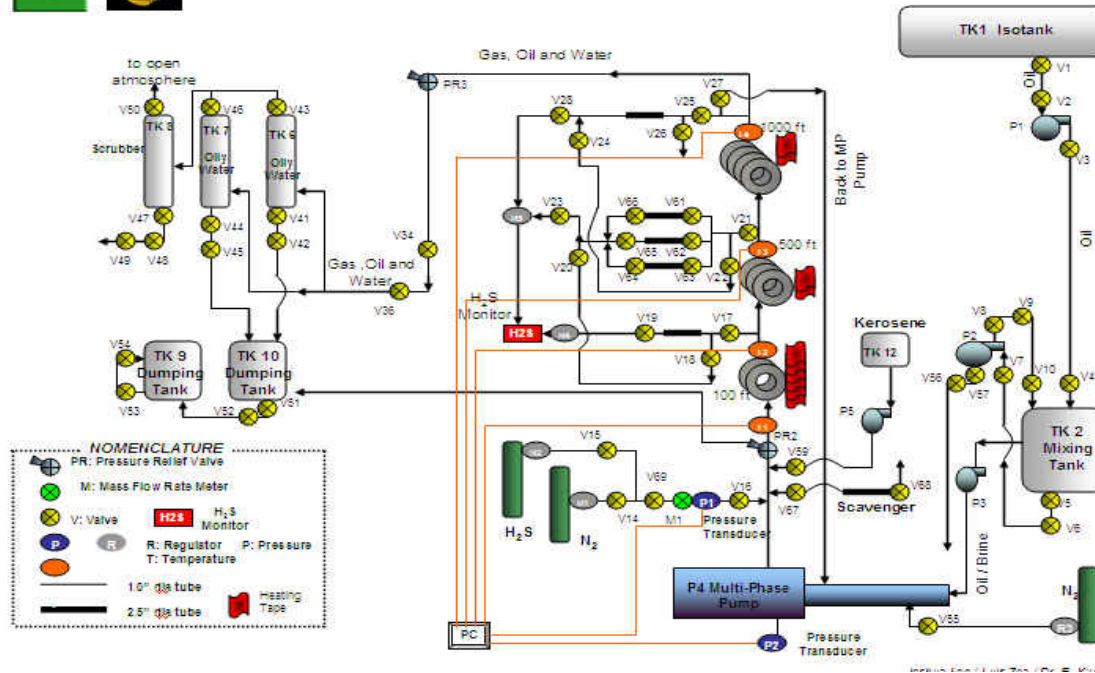 TK1 Isotank
Gas, Oil and Water
to open
atmosphere
PR3
V27
V1
Oil
V2
P1
V3
V50
V46
V43
V28
V25
V26
V24
1000 ft
TK 7
Oily
Water
Oily
Water
Scrubber
V47
V49
V48
V44
V45
V41
V42
V34
V36
Gas ,Oil and
Water
V23
V66
V61
V21
V65
V62
V64
V63
V22
V20
500 ft
Back to MP
Pump
Oil
H2S
Monitor
H2S
V19
V17
V18
100 ft
Kerosene
TK 12
P5
V3
V9
P2
V7
V56
V57
V10
V4
TK 2
Mixing
Tank
V5
V6
P3
V54
V53
TK 9
Dumping
Tank
TK 10
Dumping
Tank
V52
V51
PR2
V59
V15
V69
V14
M1
P1
V16
Pressure
Transducer
V67
V68
Scavenger
H2S
N2
Oil / Brine
P4 Multi-Phase
Pump
P2
Pressure
Transducer
V55
R3
N2
PC
NOMENCLATURE
PR: Pressure Relief Valve
M: Mass Flow Rate Meter
V: Valve
H2S
H2S
Monitor
P
R
R: Regulator P: Pressure
T: Temperature
1.0" dia tube
2.5" dia tube
Heating
Tape